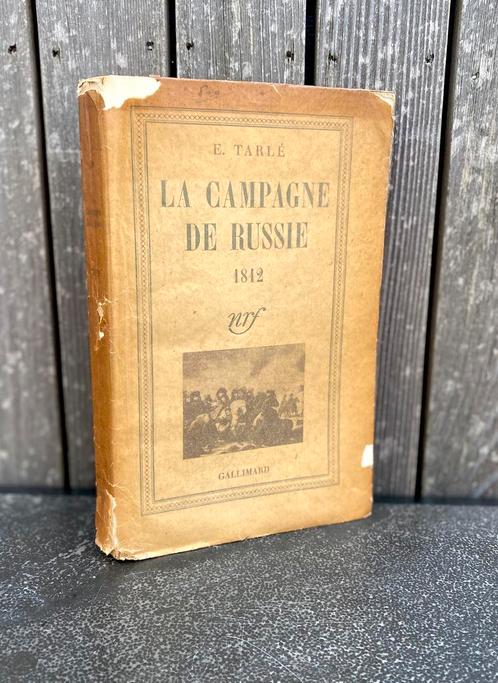 E. TARLÉ
LA CAMPAGNE
DE RUSSIE
1812
nrf
GALLIMARD